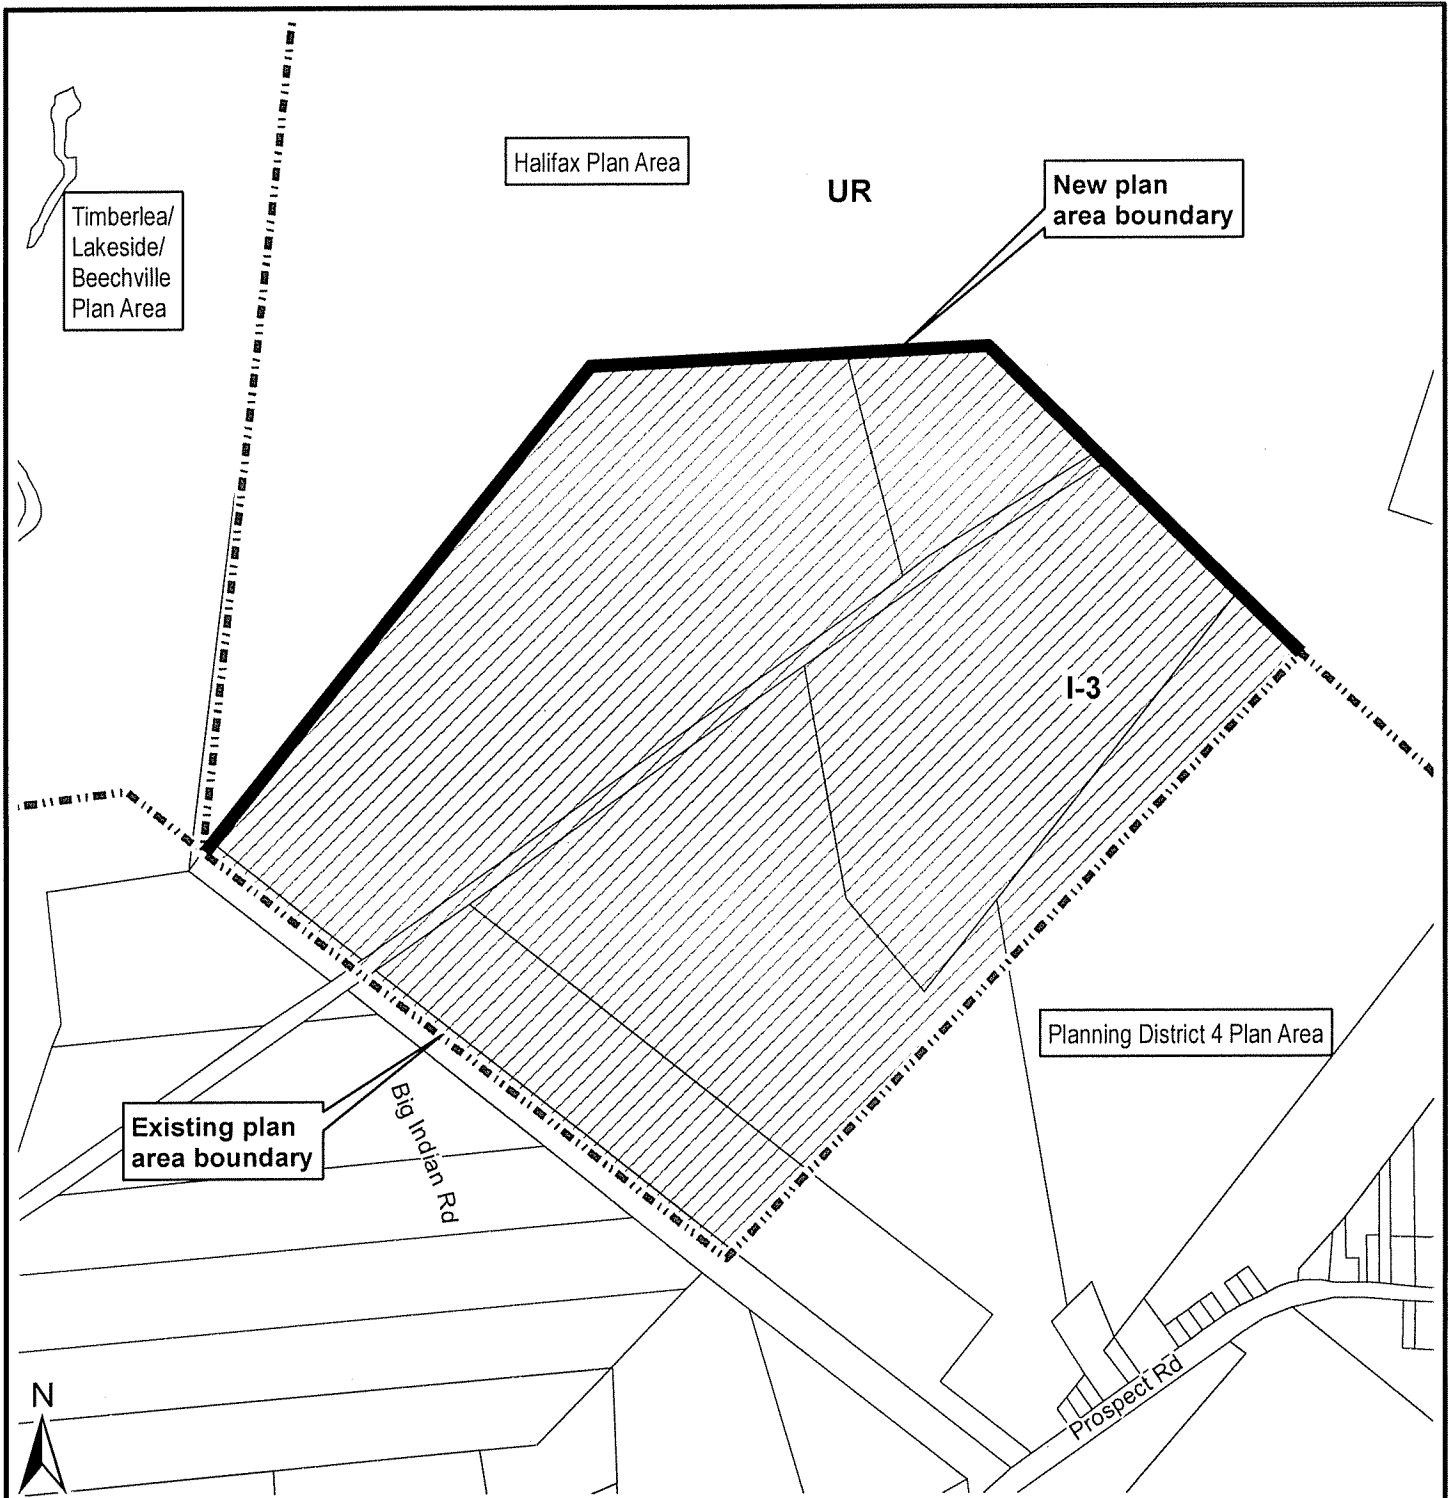 Halifax Plan Area
UR
New plan
area boundary
Timberlea/
Lakeside/
Beechville
Plan Area
I-3
Planning District 4 Plan Area
Existing plan
area boundary
Big Indian Rd
Prospect Rd
N